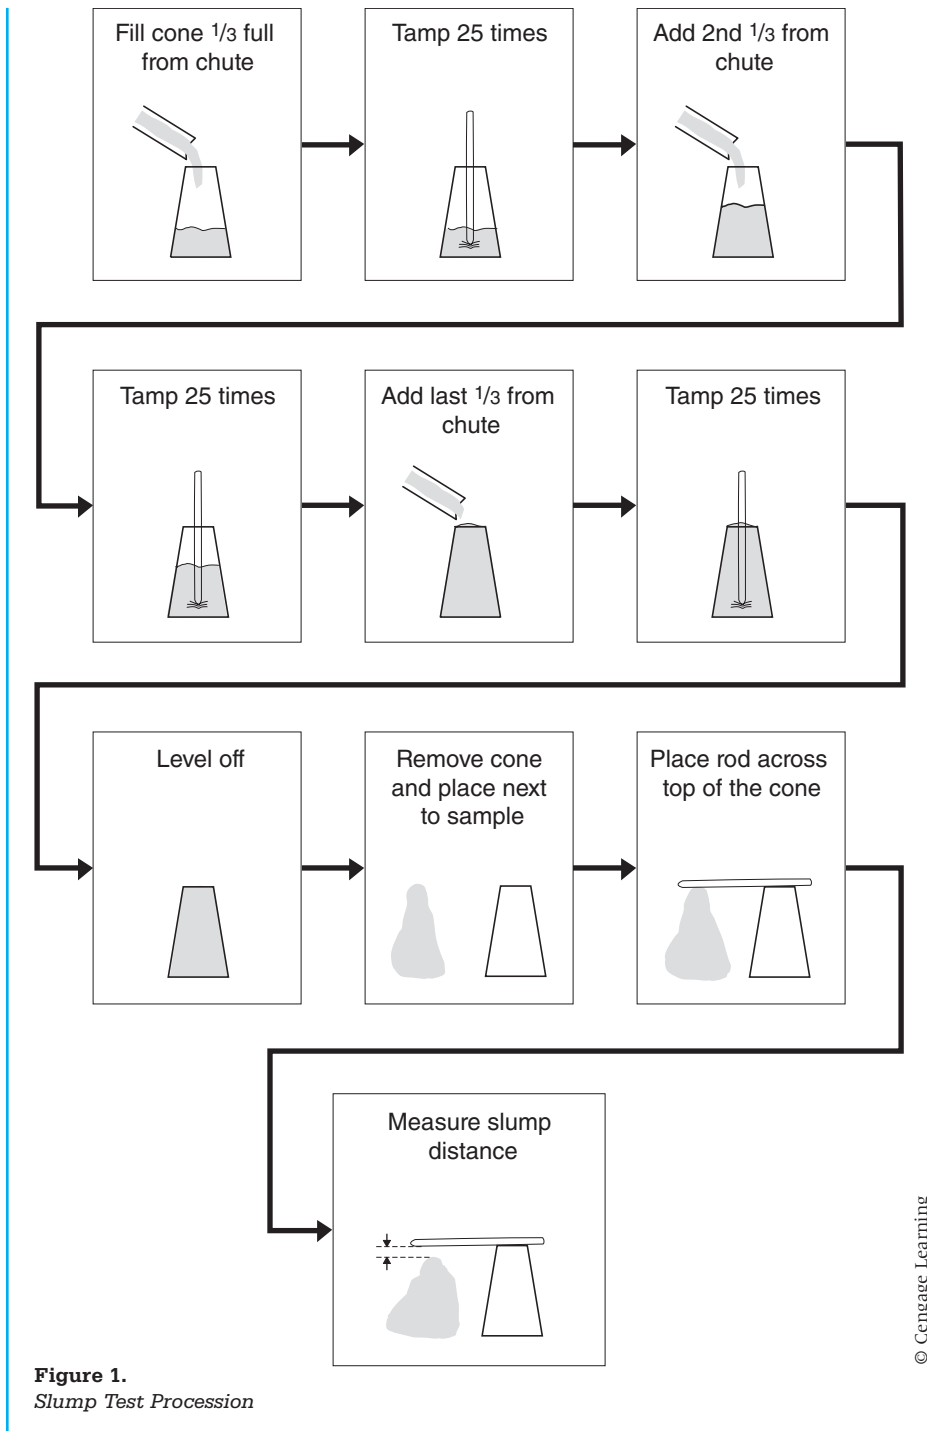 Fill cone 1/3 full
from chute
Tamp 25 times
Add 2nd 1/3 from
chute
Tamp 25 times
Add last 1/3 from
chute
Tamp 25 times
Level off
Remove cone
and place next
to sample
Place rod across
top of the cone
Measure slump
distance
© Cengage Learning
Figure 1.
Slump Test Procession